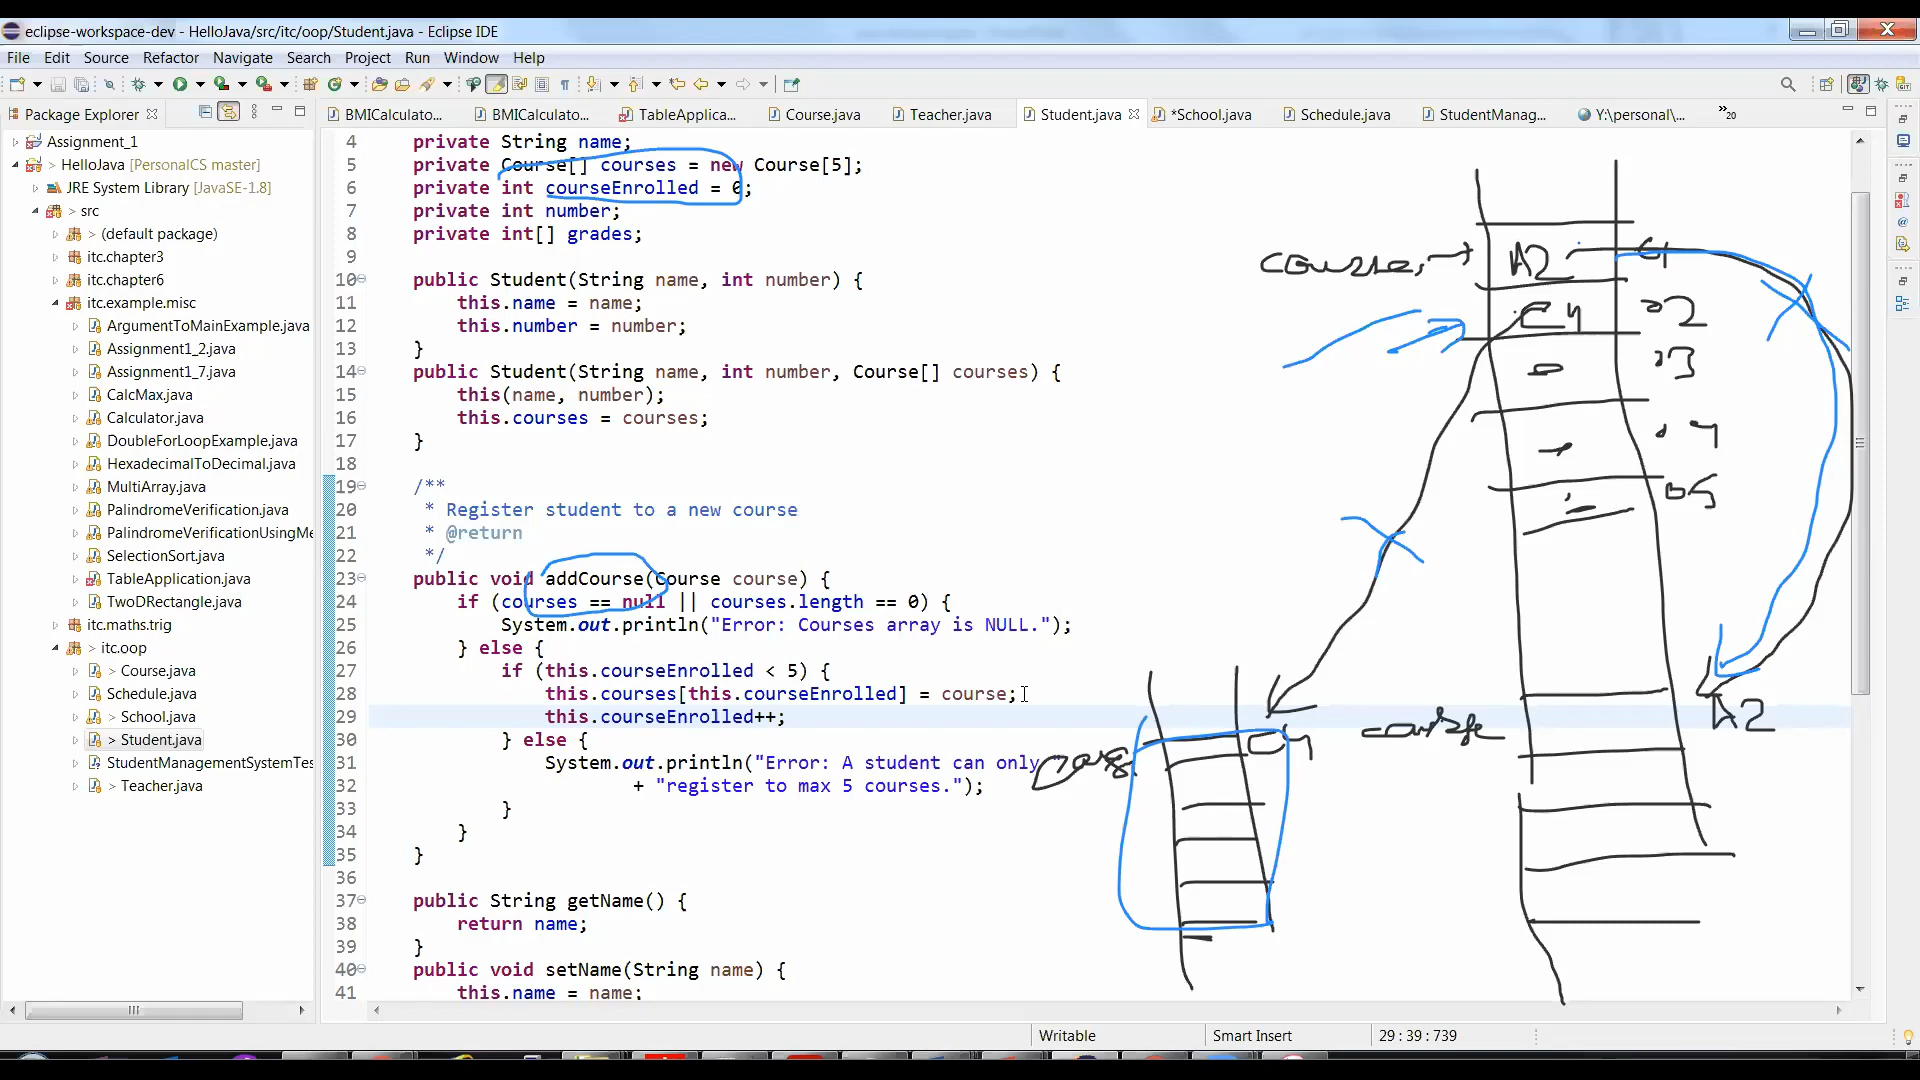 eclipse-workspace-dev - HelloJava/src/itc/oop/Student.java - Eclipse IDE
File Edit Source Refactor Navigate Search Project Run Window Help
Package Explorer
BMICalculato... BMICalculato... TableApplica... Course.java Teacher.java Student.java *School.java Schedule.java StudentManag... Y:\personal\... »20
Assignment_1
> HelloJava [PersonalCS master]
JRE System Library [JavaSE-1.8]
> src
> (default package)
itc.chapter3
itc.chapter6
itc.example.misc
ArgumentToMainExample.java
Assignment1_2.java
Assignment1_7.java
CalcMax.java
Calculator.java
DoubleForLoopExample.java
HexadecimalToDecimal.java
MultiArray.java
PalindromeVerification.java
PalindromeVerificationUsingMe
SelectionSort.java
TableApplication.java
TwoDRectangle.java
itc.maths.trig
> itc.oop
> Course.java
Schedule.java
> School.java
> Student.java
StudentManagementSystemTes
> Teacher.java
4 private String name;
5 private Course[] courses = new Course[5];
6 private int courseEnrolled = 0;
7 private int number;
8 private int[] grades;
9
10 public Student(String name, int number) {
11 this.name = name;
12 this.number = number;
13 }
14 public Student(String name, int number, Course[] courses) {
15 this(name, number);
16 this.courses = courses;
17 }
18
19 /**
20 * Register student to a new course
21 * @return
22 */
23 public void addCourse(Course course) {
24 if (courses == null || courses.length == 0) {
25 System.out.println("Error: Courses array is NULL.");
26 } else {
27 if (this.courseEnrolled < 5) {
28 this.courses[this.courseEnrolled] = course;
29 this.courseEnrolled++;
30 } else {
31 System.out.println("Error: A student can only "
32 + "register to max 5 courses.");
33 }
34 }
35 }
36
37 public String getName() {
38 return name;
39 }
40 public void setName(String name) {
41 this.name = name;
course
A2
02
03
04
05
A2
course
Writable Smart Insert 29 : 39 : 739